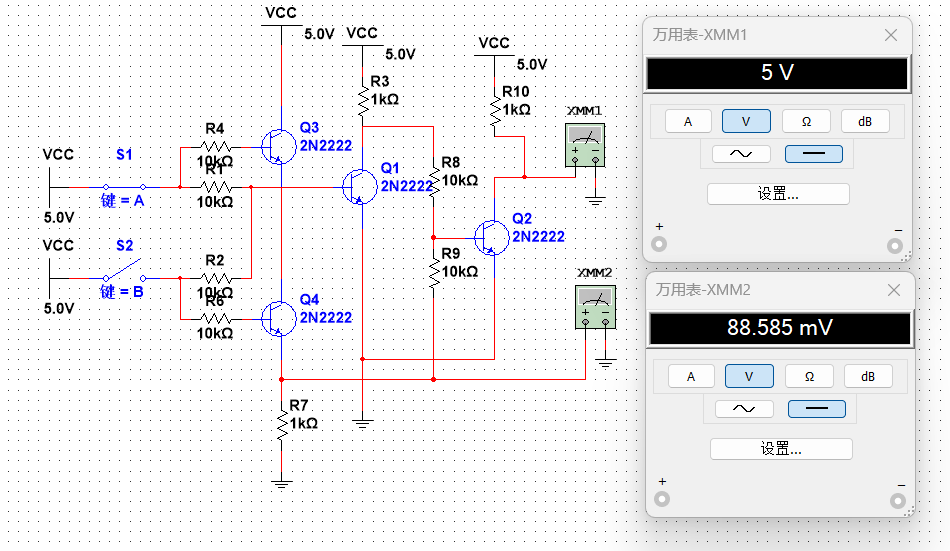 VCC
5.0V
VCC
5.0V
R3
1kΩ
VCC
5.0V
R10
1kΩ
XMM1
R4
10kΩ
Q3
2N2222
VCC
5.0V
S1
键 = A
R1
10kΩ
Q1
2N2222
R8
10kΩ
Q2
2N2222
VCC
5.0V
S2
键 = B
R2
10kΩ
R6
10kΩ
Q4
2N2222
R9
10kΩ
XMM2
R7
1kΩ
+ −
+ −
万用表-XMM1
5 V
A V Ω dB
设置...
+ −
万用表-XMM2
88.585 mV
A V Ω dB
设置...
+ −